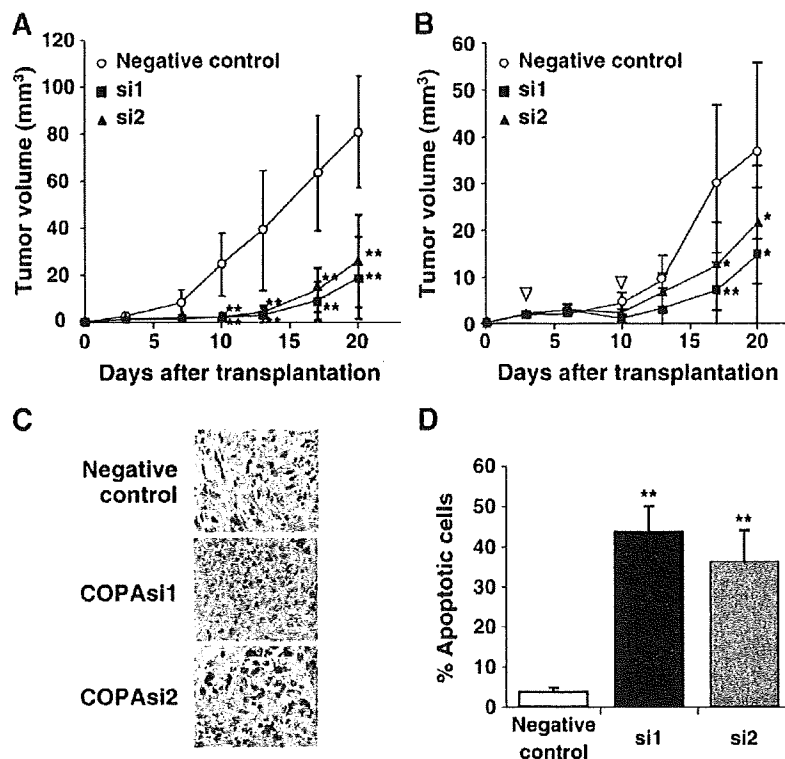 A
Negative control
si1
si2
Tumor volume (mm³)
120
100
80
60
40
20
0
** ** ** **
** ** ** **
0 5 10 15 20
Days after transplantation
B
Negative control
si1
si2
Tumor volume (mm³)
60
50
40
30
20
10
0
* *
** *
0 5 10 15 20
Days after transplantation
C
Negative
control
COPAsi1
COPAsi2
D
% Apoptotic cells
60
50
40
30
20
10
0
** **
Negative
control
si1
si2